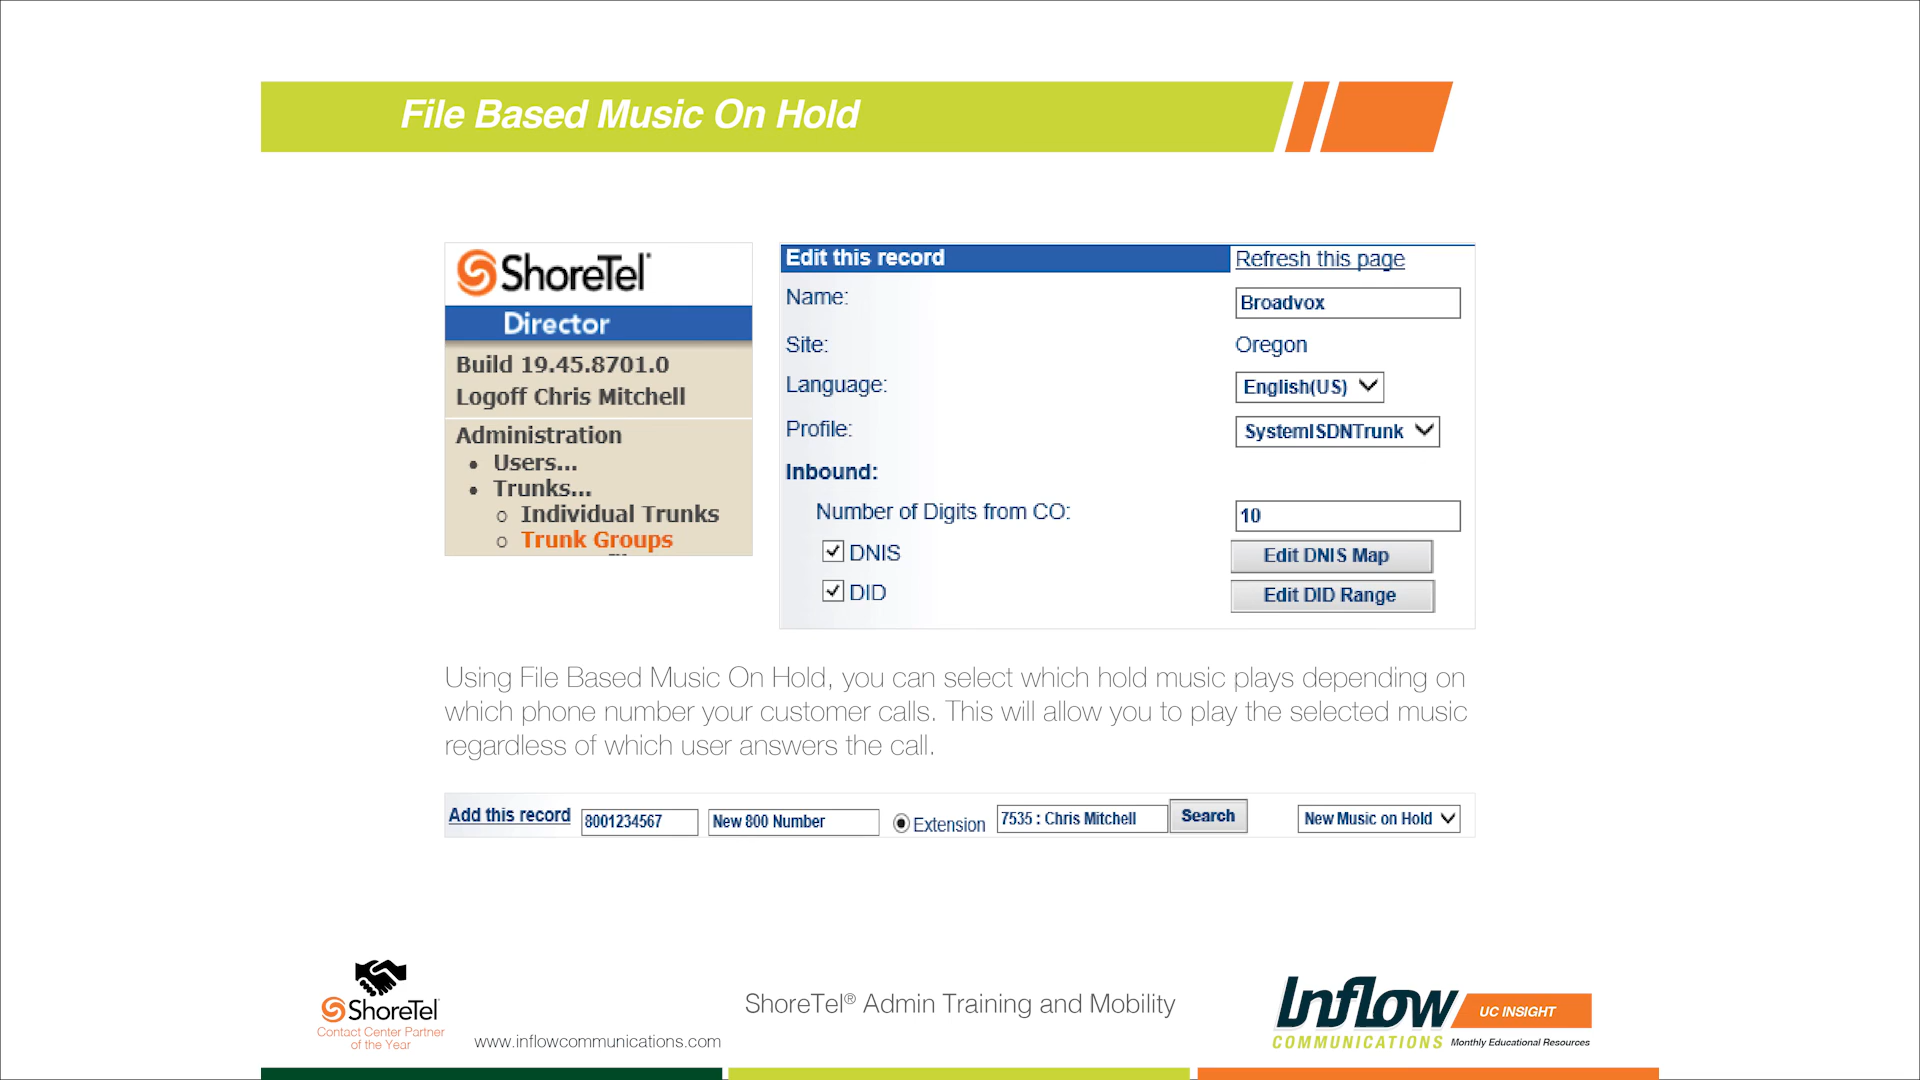 File Based Music On Hold
ShoreTel
Director
Build 19.45.8701.0
Logoff Chris Mitchell
Administration
Users...
Trunks...
Individual Trunks
Trunk Groups
Edit this record
Refresh this page
Name:
Broadvox
Site:
Oregon
Language:
English(US)
Profile:
SystemISDNTrunk
Inbound:
Number of Digits from CO:
10
DNIS
Edit DNIS Map
DID
Edit DID Range
Using File Based Music On Hold, you can select which hold music plays depending on
which phone number your customer calls. This will allow you to play the selected music
regardless of which user answers the call.
Add this record 8001234567 New 800 Number Extension 7535 : Chris Mitchell Search New Music on Hold
ShoreTel
Contact Center Partner
of the Year
www.inflowcommunications.com
ShoreTel® Admin Training and Mobility
Inflow
COMMUNICATIONS
UC INSIGHT
Monthly Educational Resources